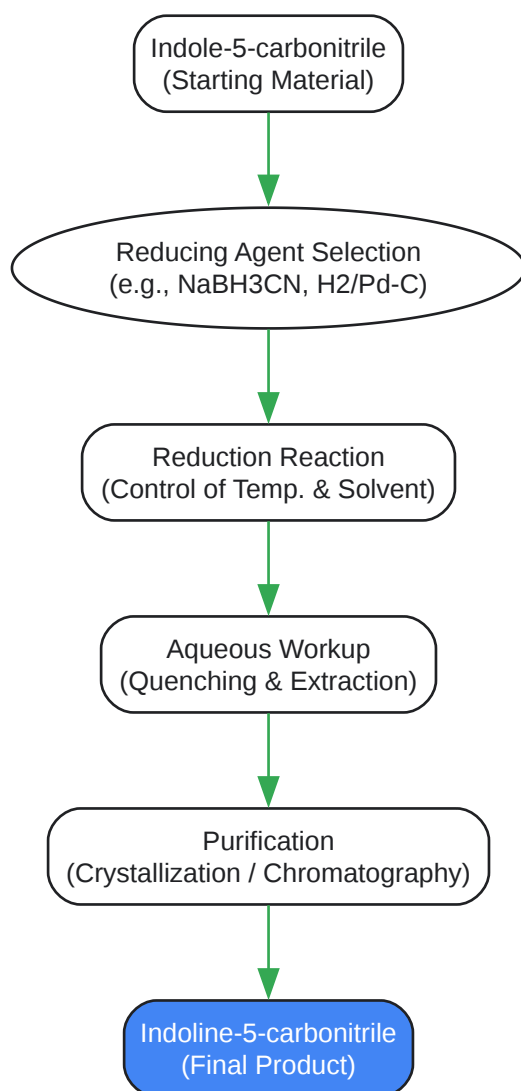 Indole-5-carbonitrile
(Starting Material)
Reducing Agent Selection
(e.g., NaBH3CN, H2/Pd-C)
Reduction Reaction
(Control of Temp. & Solvent)
Aqueous Workup
(Quenching & Extraction)
Purification
(Crystallization / Chromatography)
Indoline-5-carbonitrile
(Final Product)